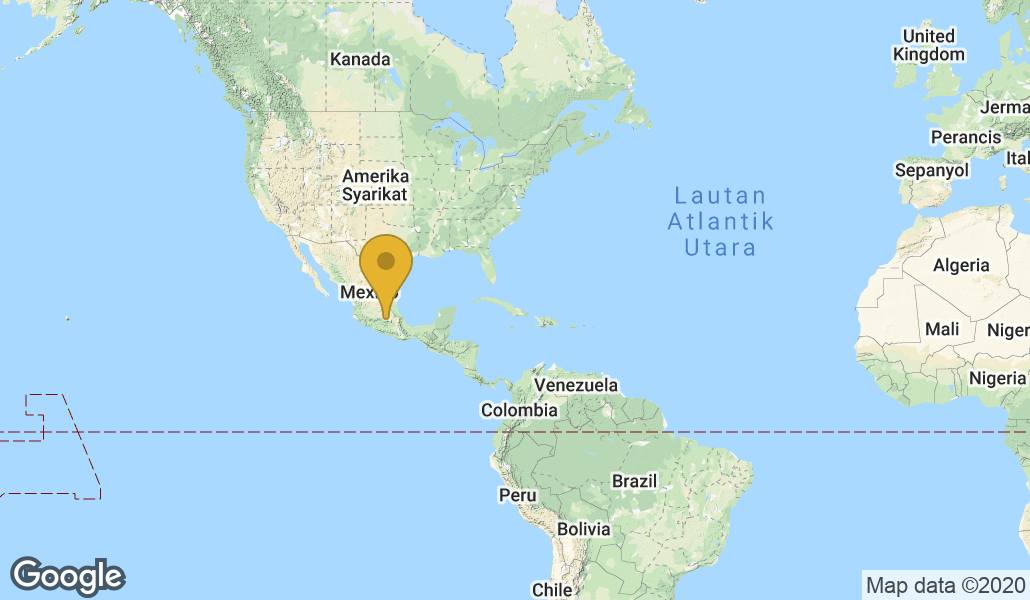 United
Kingdom
Kanada
Jerma
Perancis
Ital
Sepanyol
Amerika
Syarikat
Lautan
Atlantik
Utara
Algeria
Mexico
Mali
Niger
Nigeria
Venezuela
Colombia
Brazil
Peru
Bolivia
Chile
Google
Map data ©2020